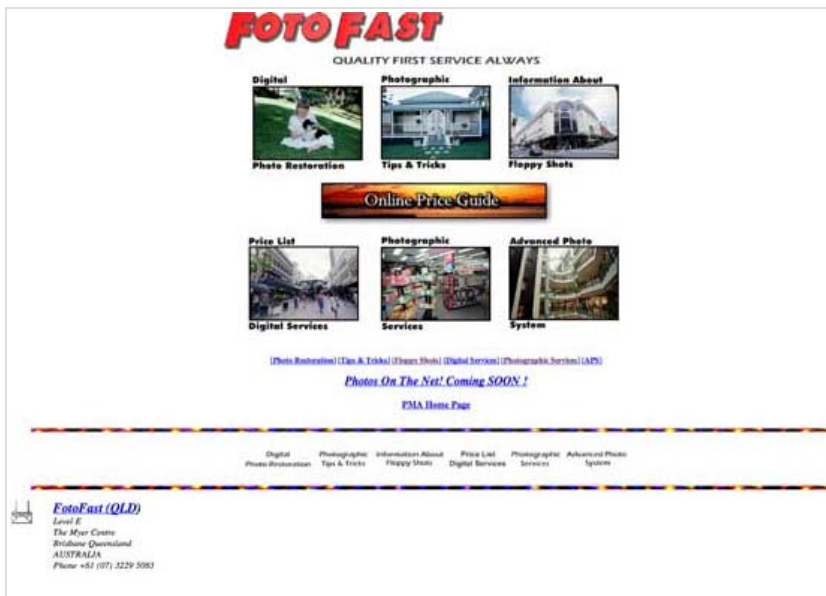 FOTO FAST
QUALITY FIRST SERVICE ALWAYS
Digital Photographic Information About
Photo Restoration Tips & Tricks Floppy Shots
Online Price Guide
Price List Photographic Advanced Photo
Digital Services Services System
[Photo Restoration] [Tips & Tricks] [Floppy Shots] [Digital Services] [Photographic Services] [APS]
Photos On The Net! Coming SOON !
PMA Home Page
Digital Photographic Information About Price List Photographic Advanced Photo
Photo Restoration Tips & Tricks Floppy Shots Digital Services Services System
FotoFast (QLD)
Level E
The Myer Centre
Brisbane Queensland
AUSTRALIA
Phone +61 (07) 3229 5083